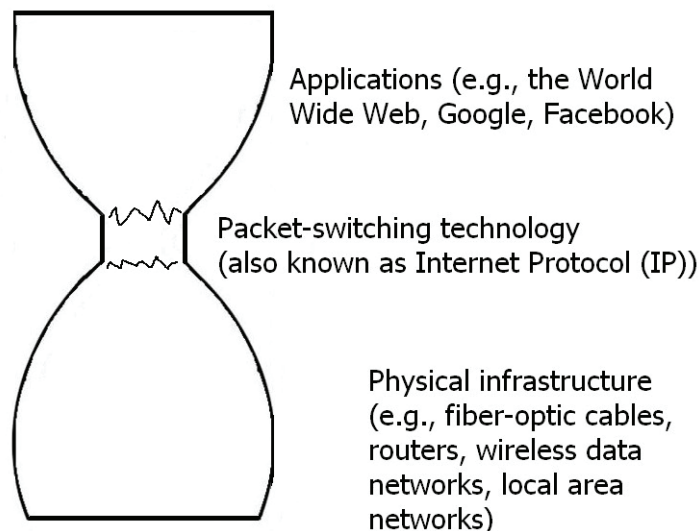 Applications (e.g., the World
Wide Web, Google, Facebook)
Packet-switching technology
(also known as Internet Protocol (IP))
Physical infrastructure
(e.g., fiber-optic cables,
routers, wireless data
networks, local area
networks)